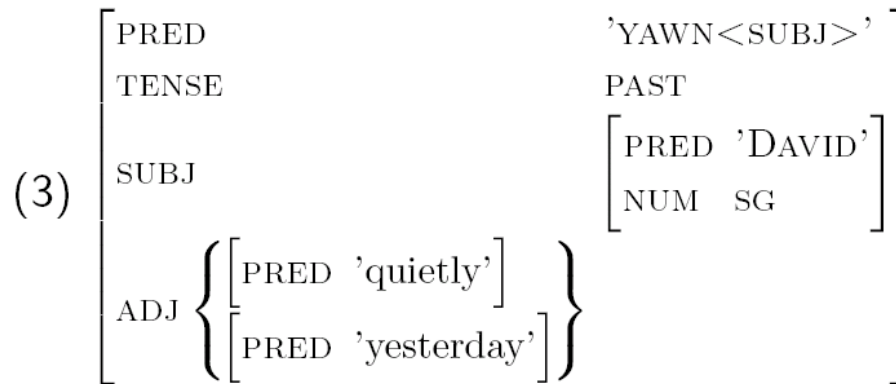 (3)
PRED 'YAWN<SUBJ>'
TENSE PAST
SUBJ
PRED 'DAVID'
NUM SG
ADJ
PRED 'quietly'
PRED 'yesterday'